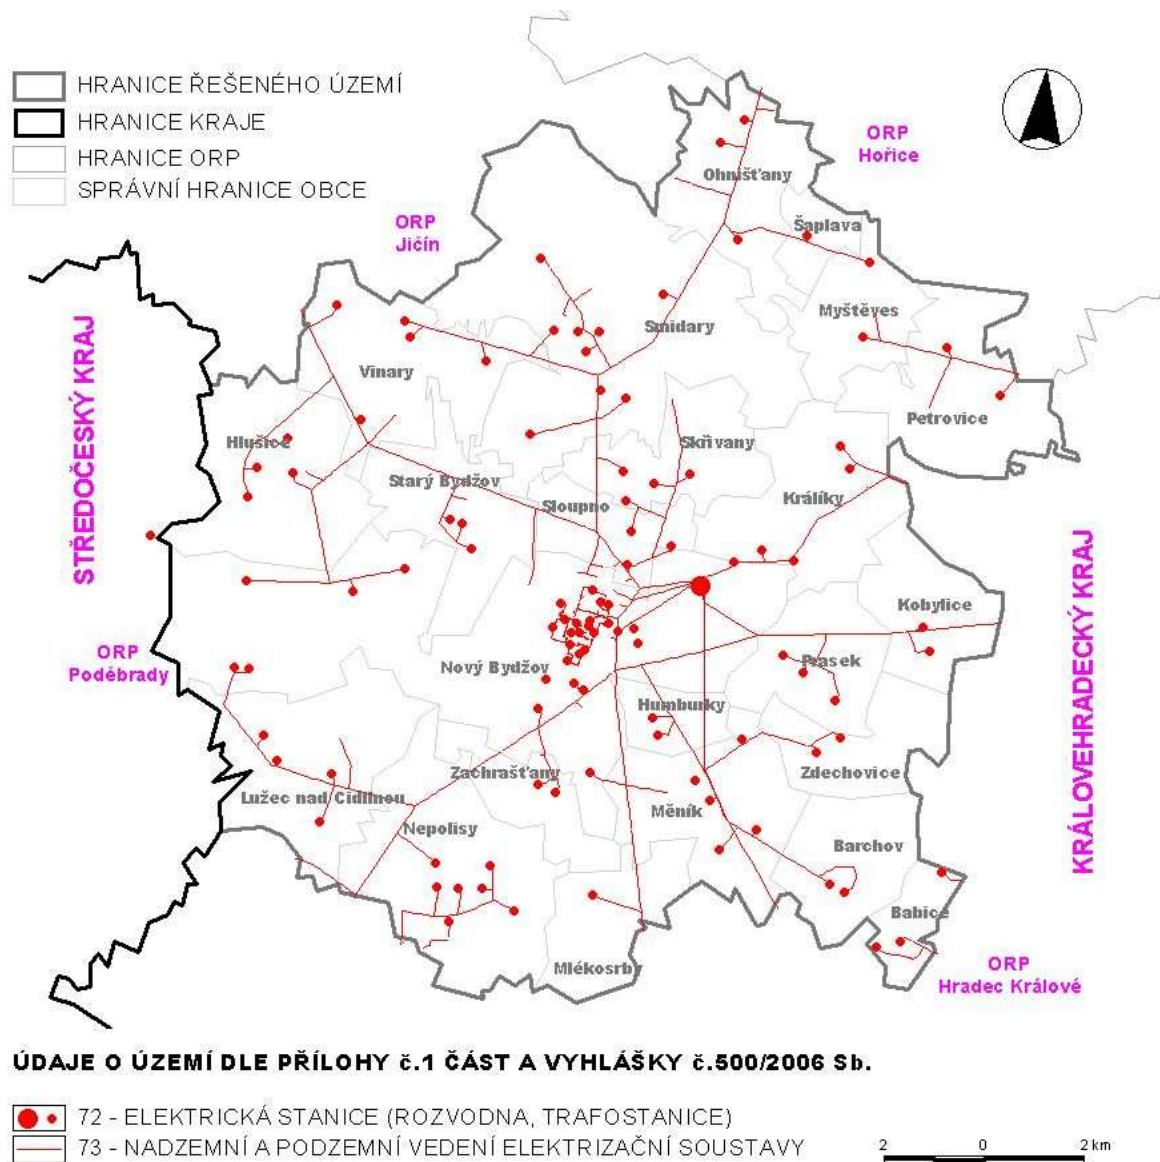 HRANICE ŘEŠENÉHO ÚZEMÍ
HRANICE KRAJE
HRANICE ORP
SPRÁVNÍ HRANICE OBCE
ORP
Hořice
Ohnišťany
ORP
Jičín
Šaplava
Myštěves
Smidary
STŘEDOČESKÝ KRAJ
Vinary
Petrovice
Hlušice
Skřivany
Starý Bydžov
Sloupno
Králíky
KRÁLOVEHRADECKÝ KRAJ
Kobylice
ORP
Poděbrady
Nový Bydžov
Prasek
Humburky
Zachrašťany
Zdechovice
Lužec nad Cidlinou
Měník
Nepolisy
Barchov
Babice
Mlékosrby
ORP
Hradec Králové
ÚDAJE O ÚZEMÍ DLE PŘÍLOHY č.1 ČÁST A VYHLÁŠKY č.500/2006 Sb.
72 - ELEKTRICKÁ STANICE (ROZVODNA, TRAFOSTANICE)
73 - NADZEMNÍ A PODZEMNÍ VEDENÍ ELEKTRIZAČNÍ SOUSTAVY
2 0 2 km